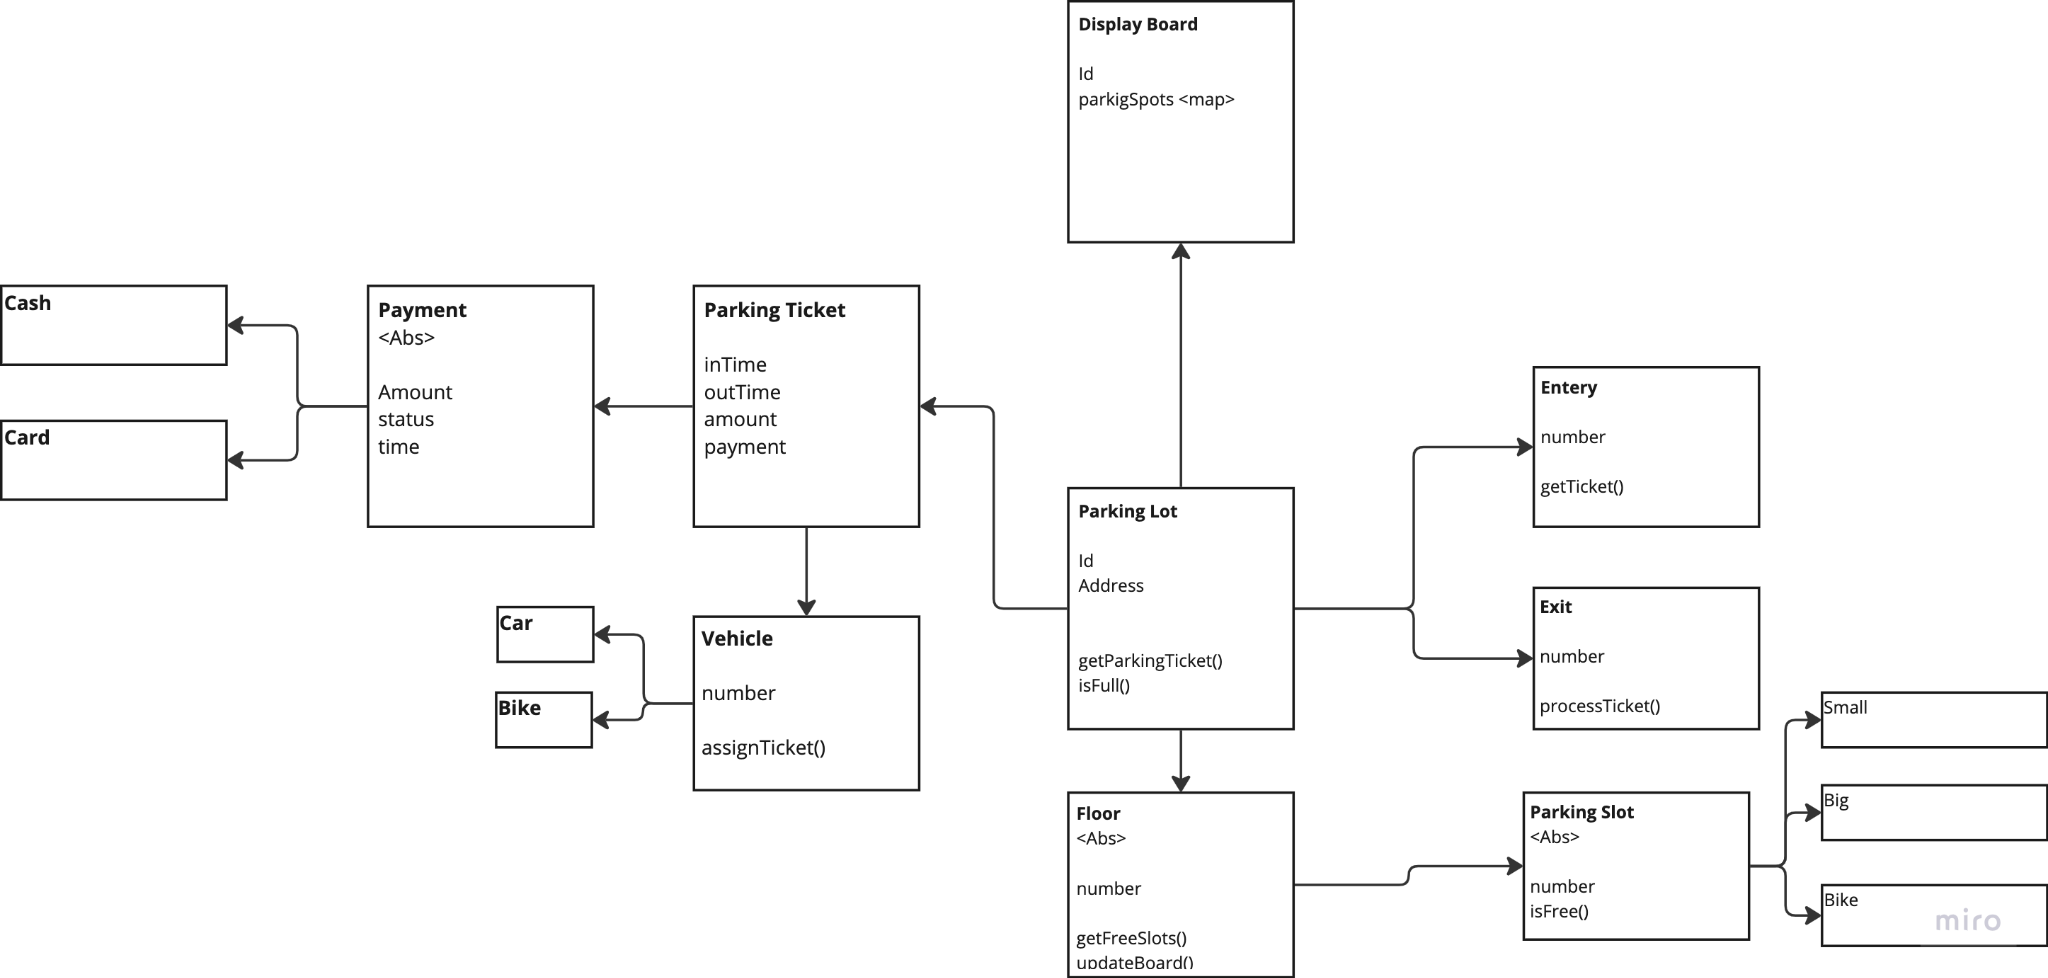 Display Board
Id
parkigSpots <map>
Cash
Card
Payment
<Abs>
Amount
status
time
Parking Ticket
inTime
outTime
amount
payment
Car
Bike
Vehicle
number
assignTicket()
Parking Lot
Id
Address
getParkingTicket()
isFull()
Entery
number
getTicket()
Exit
number
processTicket()
Floor
<Abs>
number
getFreeSlots()
updateBoard()
Parking Slot
<Abs>
number
isFree()
Small
Big
Bike
miro